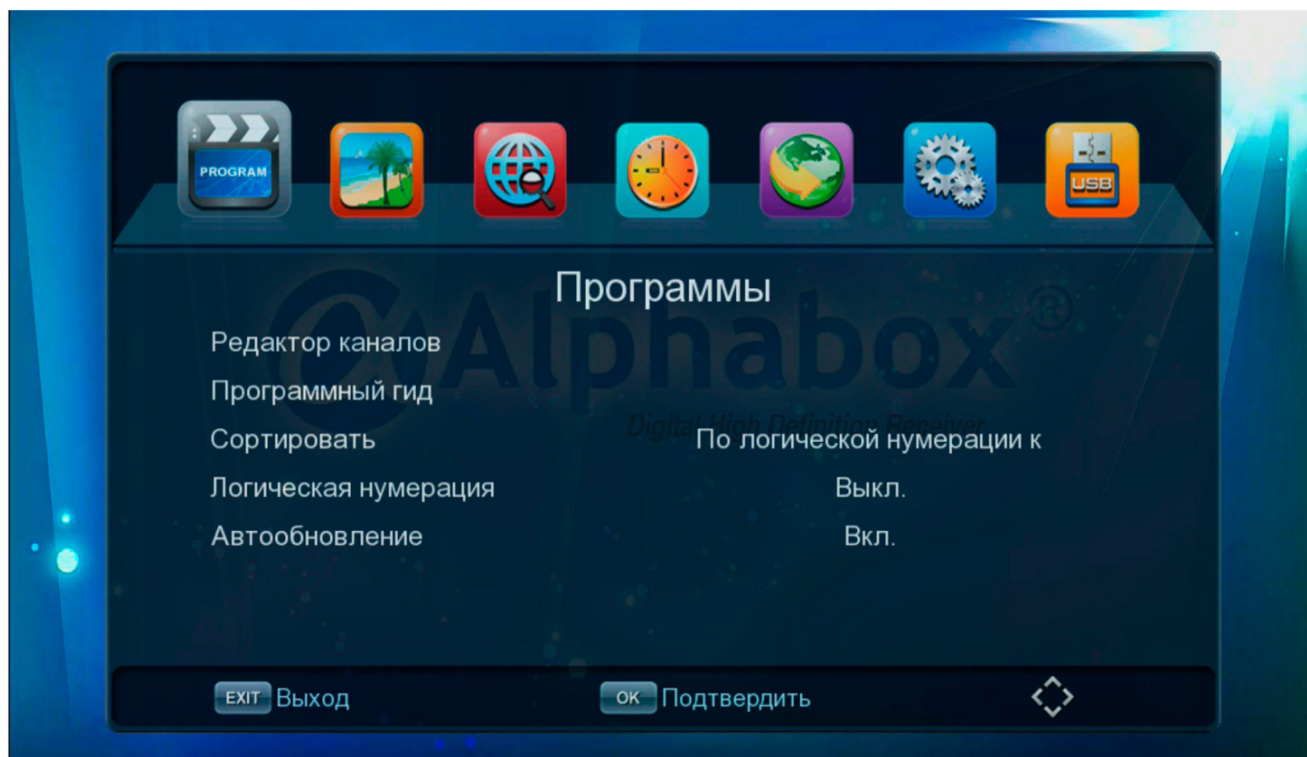 PROGRAM
USB
Программы
Alphabox®
Редактор каналов
Программный гид
Digital High Definition Receiver
Сортировать По логической нумерации к
Логическая нумерация Выкл.
Автообновление Вкл.
EXIT Выход OK Подтвердить